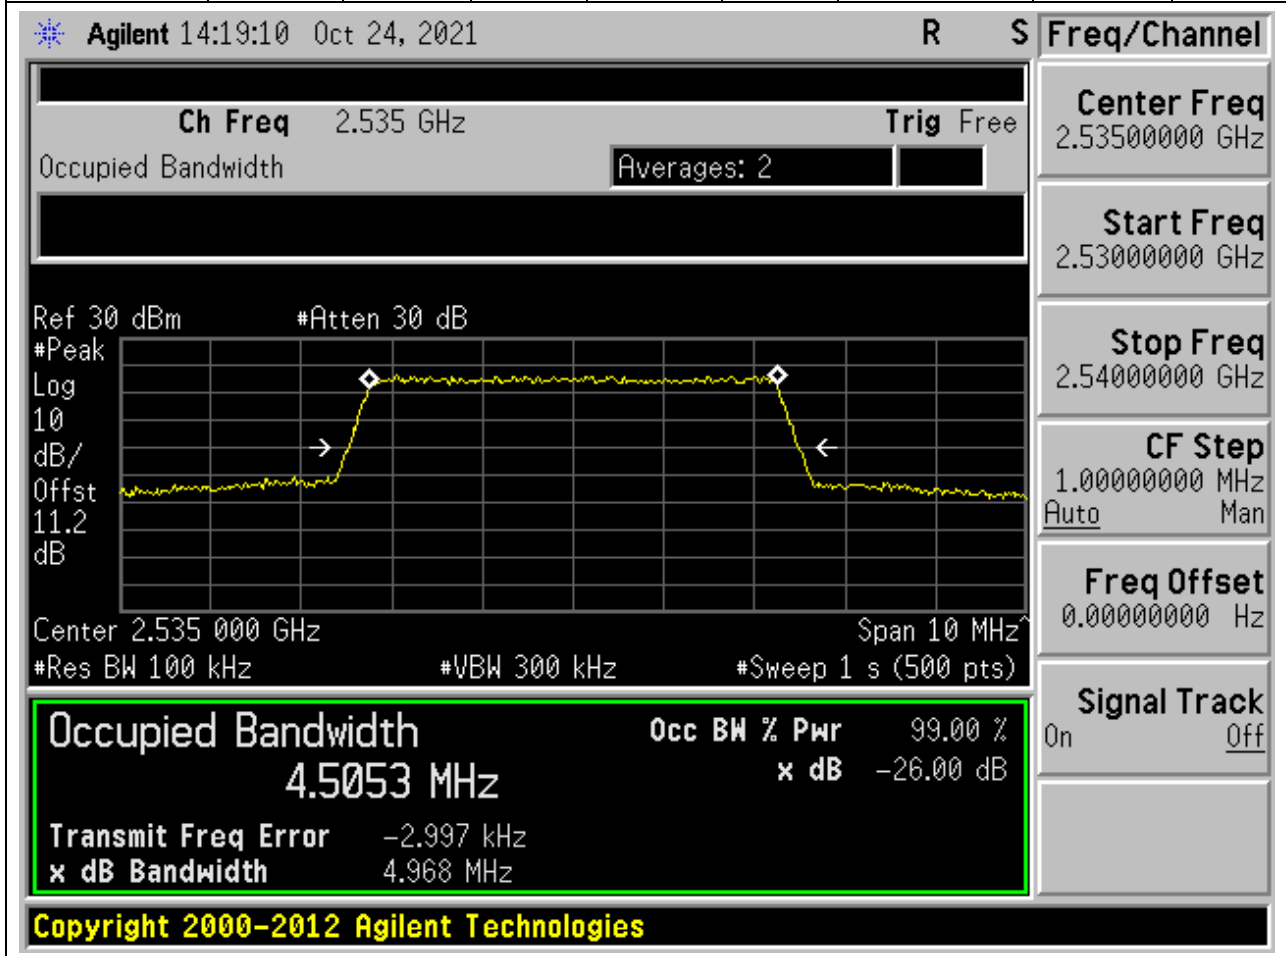 Agilent 14:19:10 Oct 24, 2021 R S
Freq/Channel
Ch Freq 2.535 GHz Trig Free
Occupied Bandwidth Averages: 2
Center Freq
2.53500000 GHz
Start Freq
2.53000000 GHz
Stop Freq
2.54000000 GHz
CF Step
1.00000000 MHz
Auto Man
Freq Offset
0.00000000 Hz
Signal Track
On Off
Ref 30 dBm #Atten 30 dB
#Peak
Log
10
dB/
Offst
11.2
dB
Center 2.535 000 GHz Span 10 MHz^
#Res BW 100 kHz #VBW 300 kHz #Sweep 1 s (500 pts)
Occupied Bandwidth
4.5053 MHz
Occ BW % Pwr 99.00 %
x dB -26.00 dB
Transmit Freq Error -2.997 kHz
x dB Bandwidth 4.968 MHz
Copyright 2000-2012 Agilent Technologies